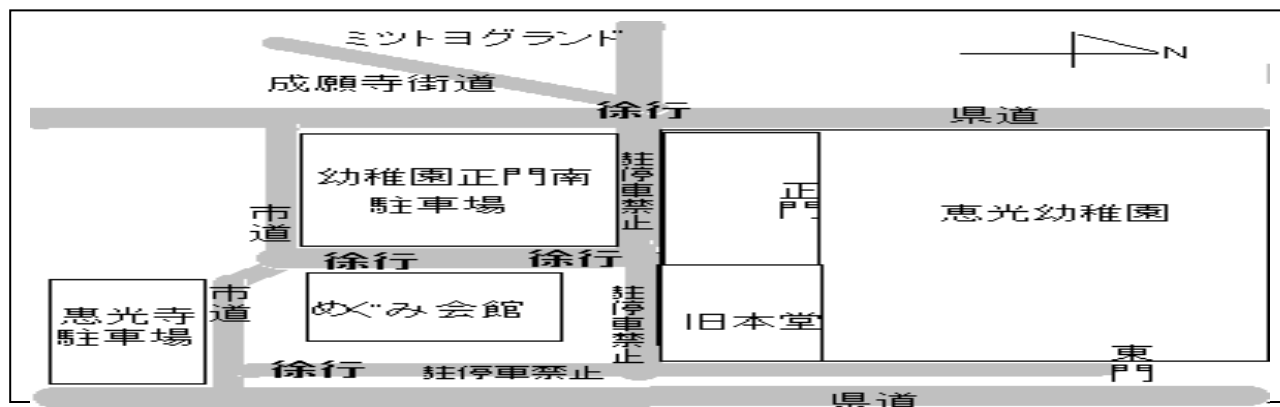 ミツトヨグランド
成願寺街道
N
徐行
県道
幼稚園正門南
駐車場
駐停車禁止
正門
恵光幼稚園
市道
徐行
徐行
恵光寺
駐車場
市道
めぐみ会館
駐停車禁止
旧本堂
徐行
駐停車禁止
東門
県道